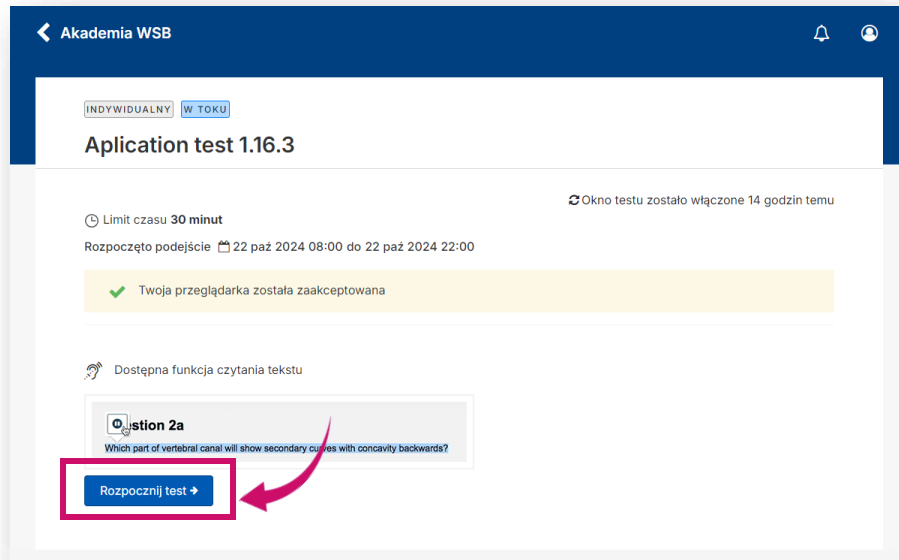 Akademia WSB
INDYWIDUALNY W TOKU
Aplication test 1.16.3
Okno testu zostało włączone 14 godzin temu
Limit czasu 30 minut
Rozpoczęto podejście 22 paź 2024 08:00 do 22 paź 2024 22:00
Twoja przeglądarka została zaakceptowana
Dostępna funkcja czytania tekstu
stion 2a
Which part of vertebral canal will show secondary curves with concavity backwards?
Rozpocznij test